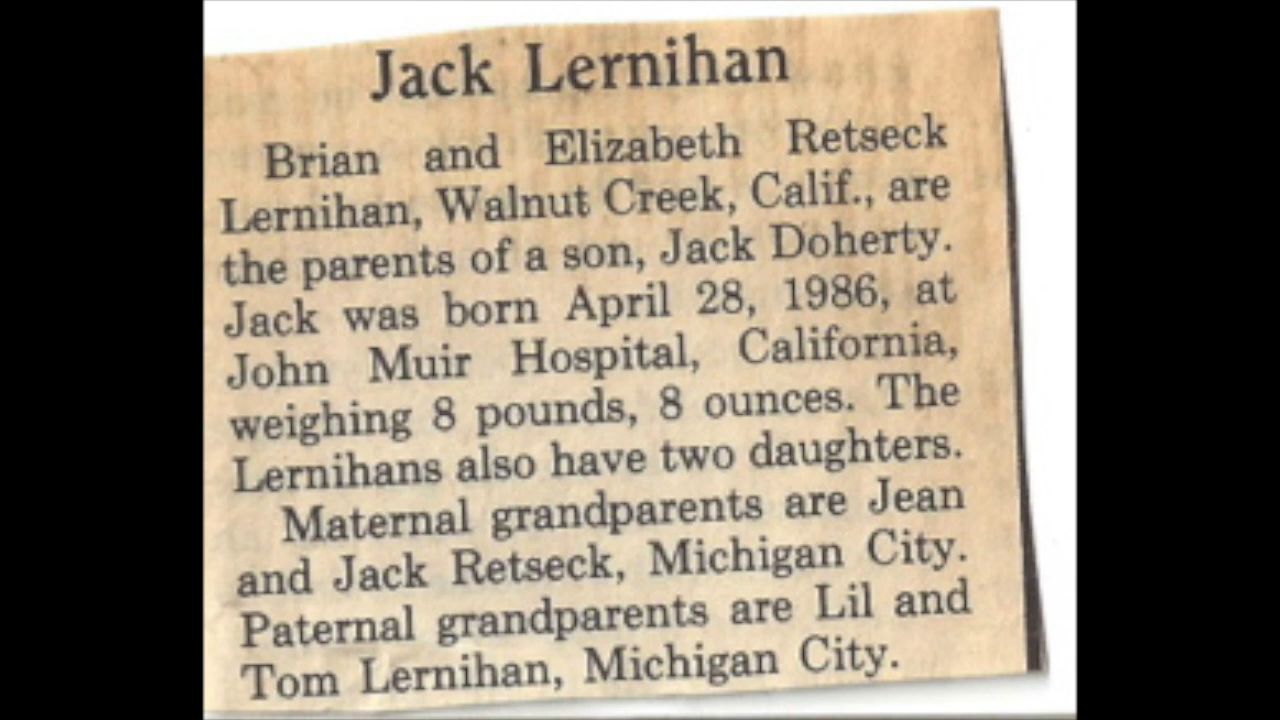 Jack Lernihan
Brian and Elizabeth Retseck
Lernihan, Walnut Creek, Calif., are
the parents of a son, Jack Doherty.
Jack was born April 28, 1986, at
John Muir Hospital, California,
weighing 8 pounds, 8 ounces. The
Lernihans also have two daughters.
Maternal grandparents are Jean
and Jack Retseck, Michigan City.
Paternal grandparents are Lil and
Tom Lernihan, Michigan City.